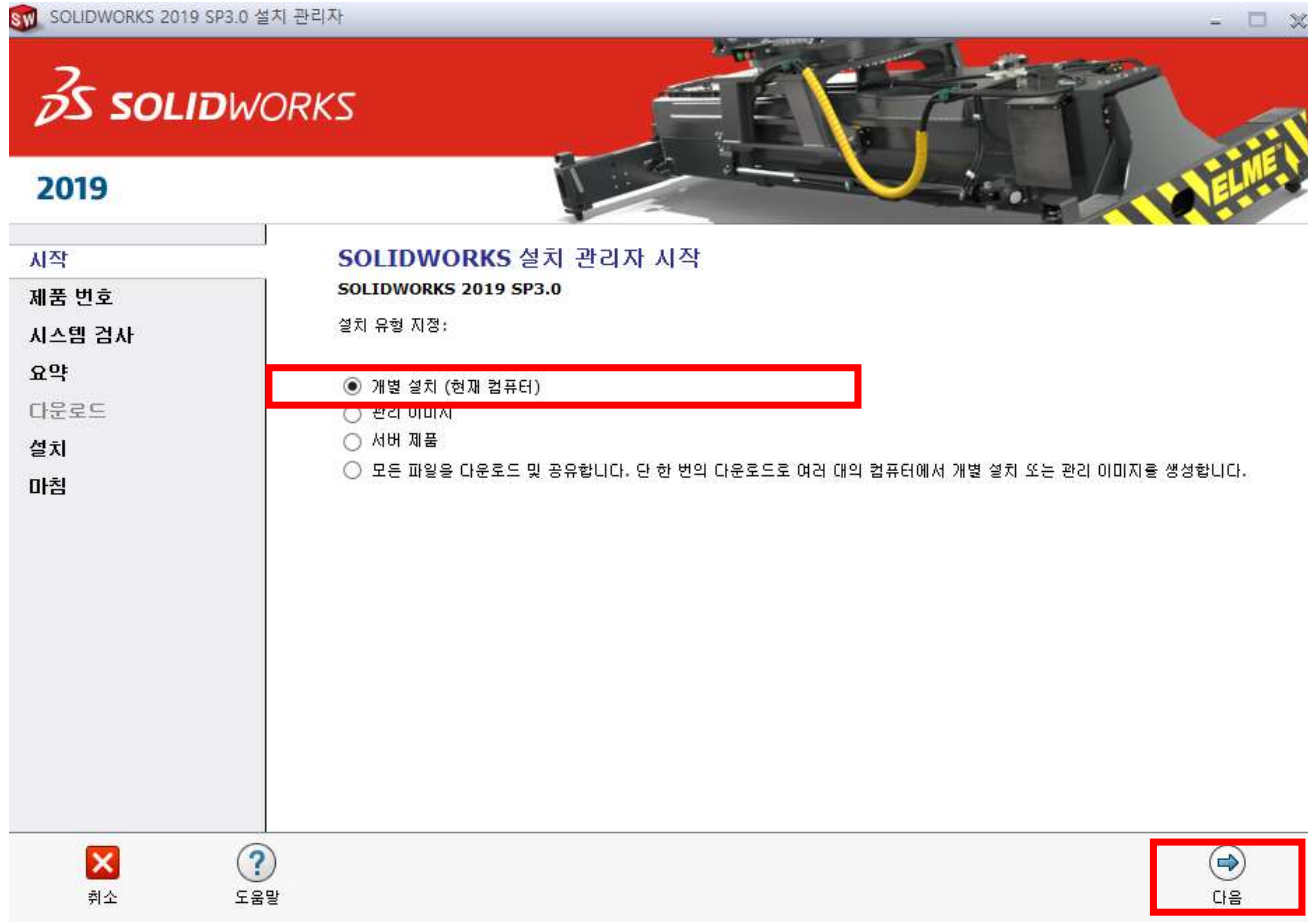 SOLIDWORKS 2019 SP3.0 설치 관리자
SOLIDWORKS
2019
ELME
시작
제품 번호
시스템 검사
요약
다운로드
설치
마침
SOLIDWORKS 설치 관리자 시작
SOLIDWORKS 2019 SP3.0
설치 유형 지정:
개별 설치 (현재 컴퓨터)
관리 이미지
서버 제품
모든 파일을 다운로드 및 공유합니다. 단 한 번의 다운로드로 여러 대의 컴퓨터에서 개별 설치 또는 관리 이미지를 생성합니다.
취소
도움말
다음